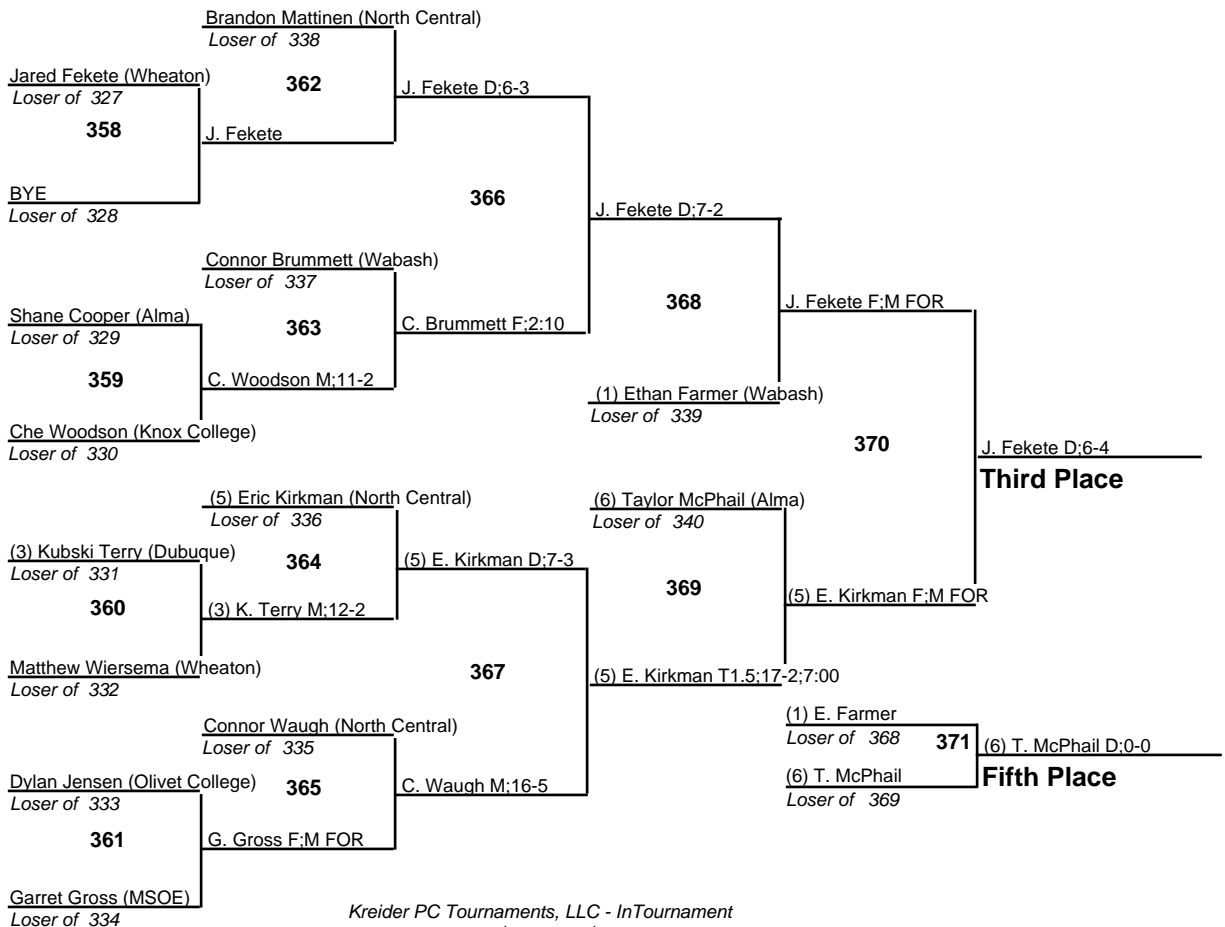 Brandon Mattinen (North Central)
Loser of 338
Jared Fekete (Wheaton)
Loser of 327
362
J. Fekete D;6-3
358
J. Fekete
BYE
Loser of 328
366
J. Fekete D;7-2
Connor Brummett (Wabash)
Loser of 337
Shane Cooper (Alma)
Loser of 329
363
C. Brummett F;2:10
368
J. Fekete F;M FOR
359
C. Woodson M;11-2
(1) Ethan Farmer (Wabash)
Loser of 339
Che Woodson (Knox College)
Loser of 330
370
J. Fekete D;6-4
Third Place
(5) Eric Kirkman (North Central)
Loser of 336
(6) Taylor McPhail (Alma)
Loser of 340
(3) Kubski Terry (Dubuque)
Loser of 331
364
(5) E. Kirkman D;7-3
369
(5) E. Kirkman F;M FOR
360
(3) K. Terry M;12-2
Matthew Wiersema (Wheaton)
Loser of 332
367
(5) E. Kirkman T1.5;17-2;7:00
Connor Waugh (North Central)
Loser of 335
(1) E. Farmer
Loser of 368
371
(6) T. McPhail D;0-0
Fifth Place
(6) T. McPhail
Loser of 369
Dylan Jensen (Olivet College)
Loser of 333
365
C. Waugh M;16-5
361
G. Gross F;M FOR
Garret Gross (MSOE)
Loser of 334
Kreider PC Tournaments, LLC - InTournament